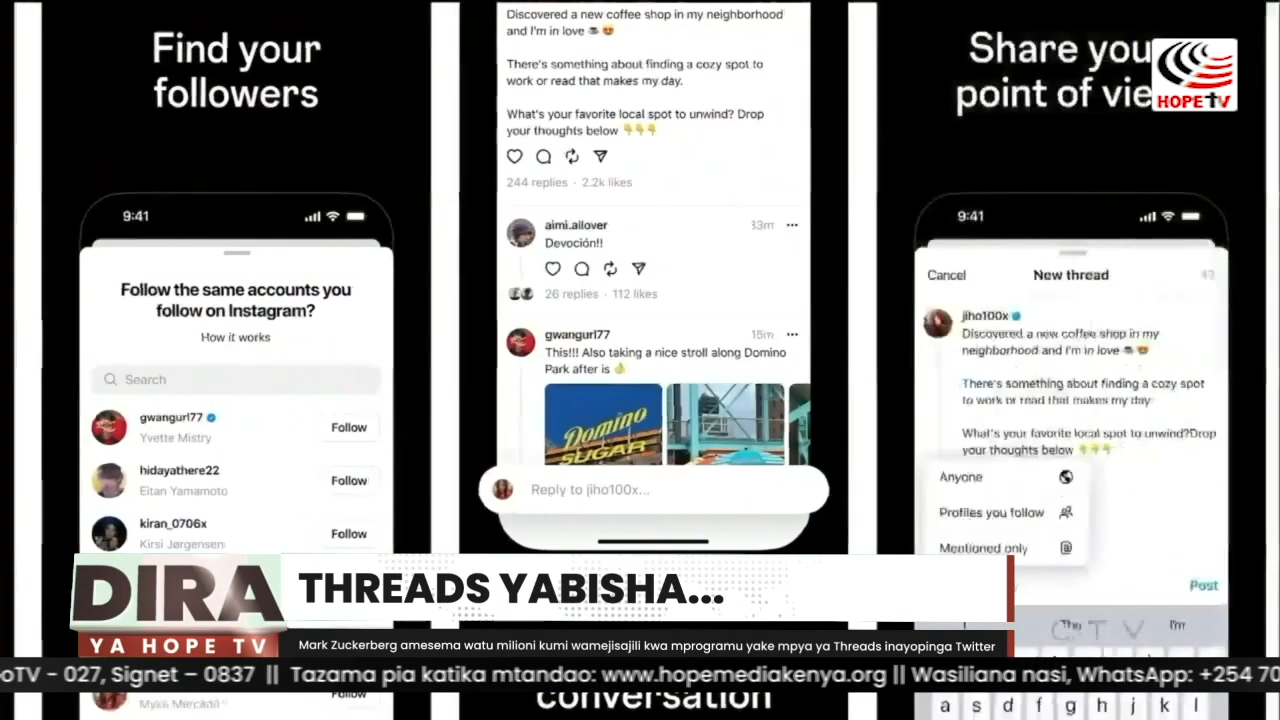 Find your
followers
9:41
Follow the same accounts you
follow on Instagram?
How it works
Search
gwangurl77
Yvette Mistry
Follow
hidayathere22
Eitan Yamamoto
Follow
kiran_0706x
Kirsi Jørgensen
Follow
Discovered a new coffee shop in my neighborhood
and I'm in love ☕😍
There's something about finding a cozy spot to
work or read that makes my day.
What's your favorite local spot to unwind? Drop
your thoughts below 👇👇👇
244 replies · 2.2k likes
aimi.allover
33m
Devoción!!
26 replies · 112 likes
gwangurl77
15m
This!!! Also taking a nice stroll along Domino
Park after is 👌
Domino
SUGAR
Reply to jiho100x...
conversation
Share you
point of vie
HOPE TV
9:41
Cancel
New thread
jiho100x
Discovered a new coffee shop in my
neighborhood and I'm in love ☕😍
There's something about finding a cozy spot
to work or read that makes my day
What's your favorite local spot to unwind?Drop
your thoughts below 👇👇👇
Anyone
Profiles you follow
Mentioned only
Post
The
I'm
a s d f g h j k l
DIRA
YA HOPE TV
THREADS YABISHA...
Mark Zuckerberg amesema watu milioni kumi wamejisajili kwa mprogramu yake mpya ya Threads inayopinga Twitter
oTV - 027, Signet – 0837 || Tazama pia katika mtandao: www.hopemediakenya.org || Wasiliana nasi, WhatsApp: +254 70
Follow